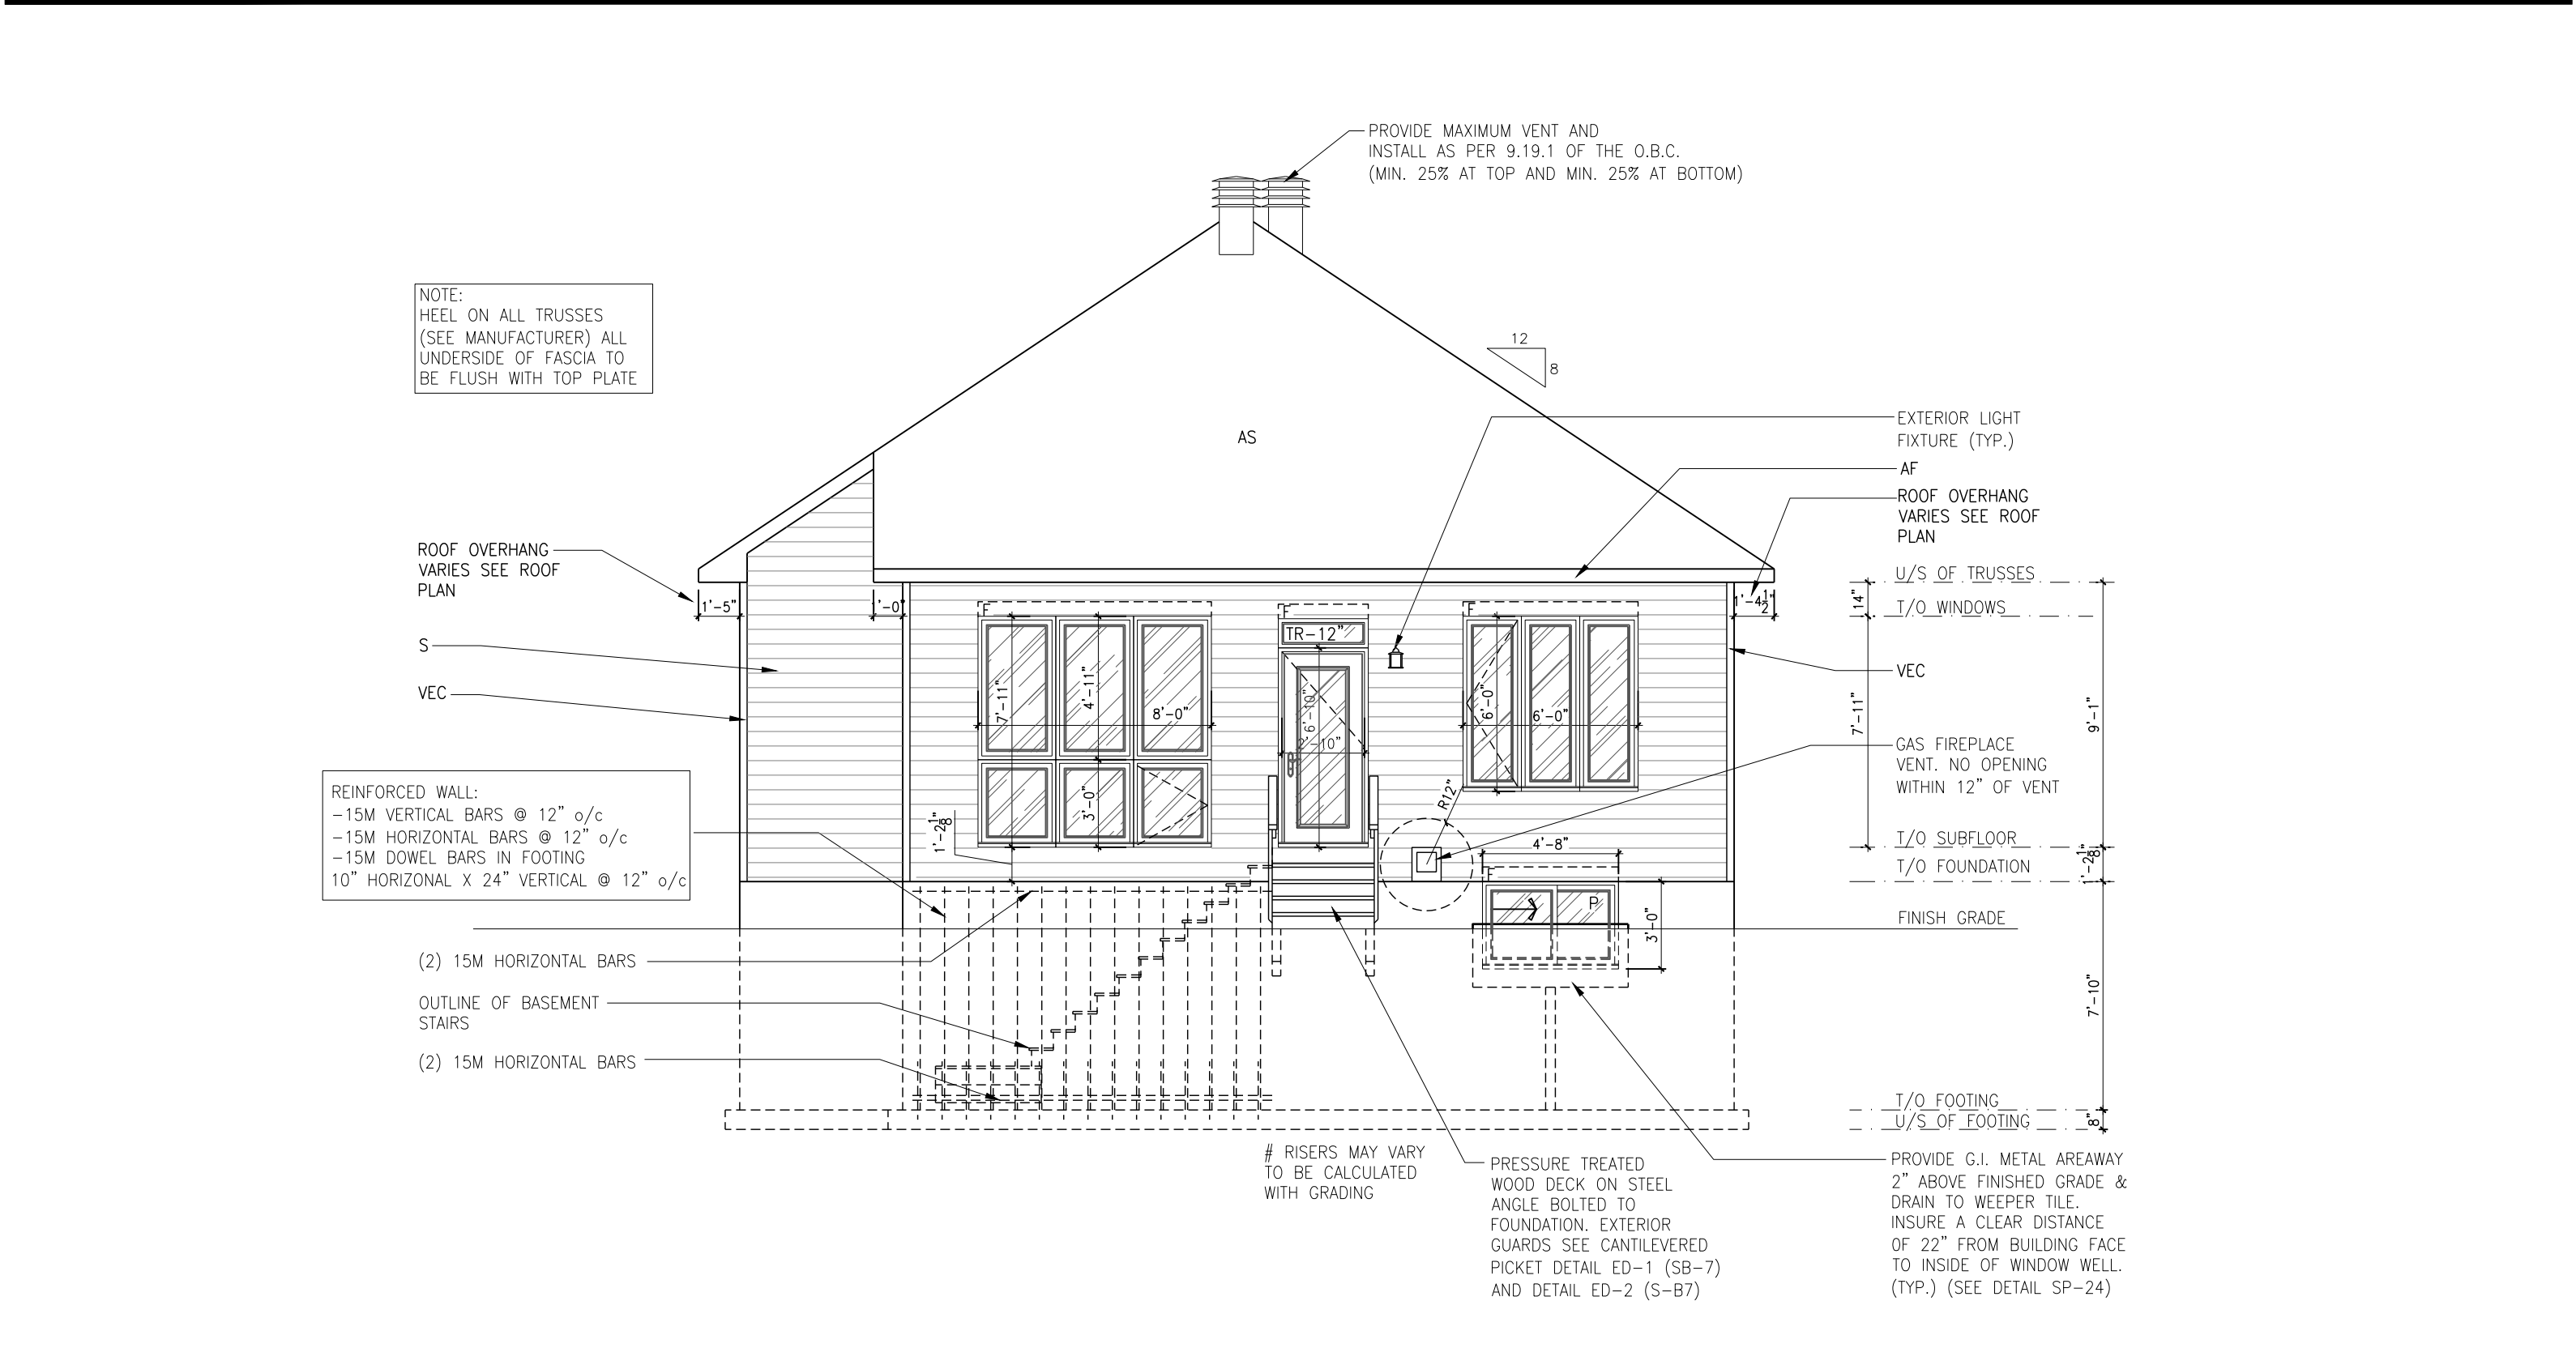 PROVIDE MAXIMUM VENT AND
INSTALL AS PER 9.19.1 OF THE O.B.C.
(MIN. 25% AT TOP AND MIN. 25% AT BOTTOM)
NOTE:
HEEL ON ALL TRUSSES
(SEE MANUFACTURER) ALL
UNDERSIDE OF FASCIA TO
BE FLUSH WITH TOP PLATE
12
8
AS
EXTERIOR LIGHT
FIXTURE (TYP.)
AF
ROOF OVERHANG
VARIES SEE ROOF
PLAN
ROOF OVERHANG
VARIES SEE ROOF
PLAN
1'-5"
1'-0"
1'-4½"
U/S OF TRUSSES
14"
T/O WINDOWS
F
F
F
TR-12"
S
VEC
VEC
7'-11"
4'-11"
8'-0"
6'-10"
2'-10"
6'-0"
6'-0"
7'-11"
9'-1"
GAS FIREPLACE
VENT. NO OPENING
WITHIN 12" OF VENT
REINFORCED WALL:
-15M VERTICAL BARS @ 12" o/c
-15M HORIZONTAL BARS @ 12" o/c
-15M DOWEL BARS IN FOOTING
10" HORIZONAL X 24" VERTICAL @ 12" o/c
3'-0"
1'-2⅛"
R12"
4'-8"
F
T/O SUBFLOOR
T/O FOUNDATION
1'-2⅛"
P
3'-0"
FINISH GRADE
(2) 15M HORIZONTAL BARS
OUTLINE OF BASEMENT
STAIRS
(2) 15M HORIZONTAL BARS
7'-10"
T/O FOOTING
U/S OF FOOTING
8"
# RISERS MAY VARY
TO BE CALCULATED
WITH GRADING
PRESSURE TREATED
WOOD DECK ON STEEL
ANGLE BOLTED TO
FOUNDATION. EXTERIOR
GUARDS SEE CANTILEVERED
PICKET DETAIL ED-1 (SB-7)
AND DETAIL ED-2 (S-B7)
PROVIDE G.I. METAL AREAWAY
2" ABOVE FINISHED GRADE &
DRAIN TO WEEPER TILE.
INSURE A CLEAR DISTANCE
OF 22" FROM BUILDING FACE
TO INSIDE OF WINDOW WELL.
(TYP.) (SEE DETAIL SP-24)